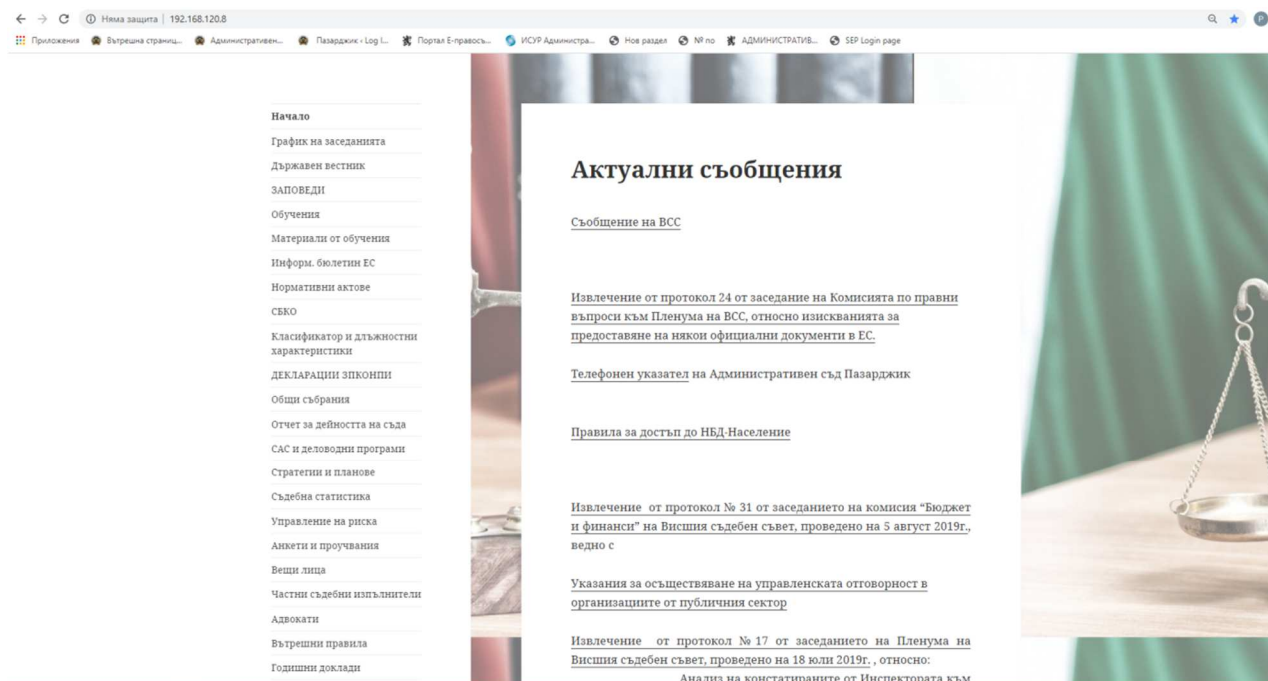 Няма защита | 192.168.120.8
Приложения Вътрешна страниц... Административен... Пазарджик ‹ Log I... Портал Е-правосъ... ИСУР Администра... Нов раздел № по АДМИНИСТРАТИВ... SEP Login page
Начало
График на заседанията
Държавен вестник
ЗАПОВЕДИ
Обучения
Материали от обучения
Информ. бюлетин ЕС
Нормативни актове
СБКО
Класификатор и длъжностни
характеристики
ДЕКЛАРАЦИИ ЗПКОНПИ
Общи събрания
Отчет за дейността на съда
САС и деловодни програми
Стратегии и планове
Съдебна статистика
Управление на риска
Анкети и проучвания
Вещи лица
Частни съдебни изпълнители
Адвокати
Вътрешни правила
Годишни доклади
Актуални съобщения
Съобщение на ВСС
Извлечение от протокол 24 от заседание на Комисията по правни
въпроси към Пленума на ВСС, относно изискванията за
предоставяне на някои официални документи в ЕС.
Телефонен указател на Административен съд Пазарджик
Правила за достъп до НБД-Население
Извлечение от протокол № 31 от заседанието на комисия “Бюджет
и финанси” на Висшия съдебен съвет, проведено на 5 август 2019г.,
ведно с
Указания за осъществяване на управленската отговорност в
организациите от публичния сектор
Извлечение от протокол № 17 от заседанието на Пленума на
Висшия съдебен съвет, проведено на 18 юли 2019г. , относно:
Анализ на констатираните от Инспектората към